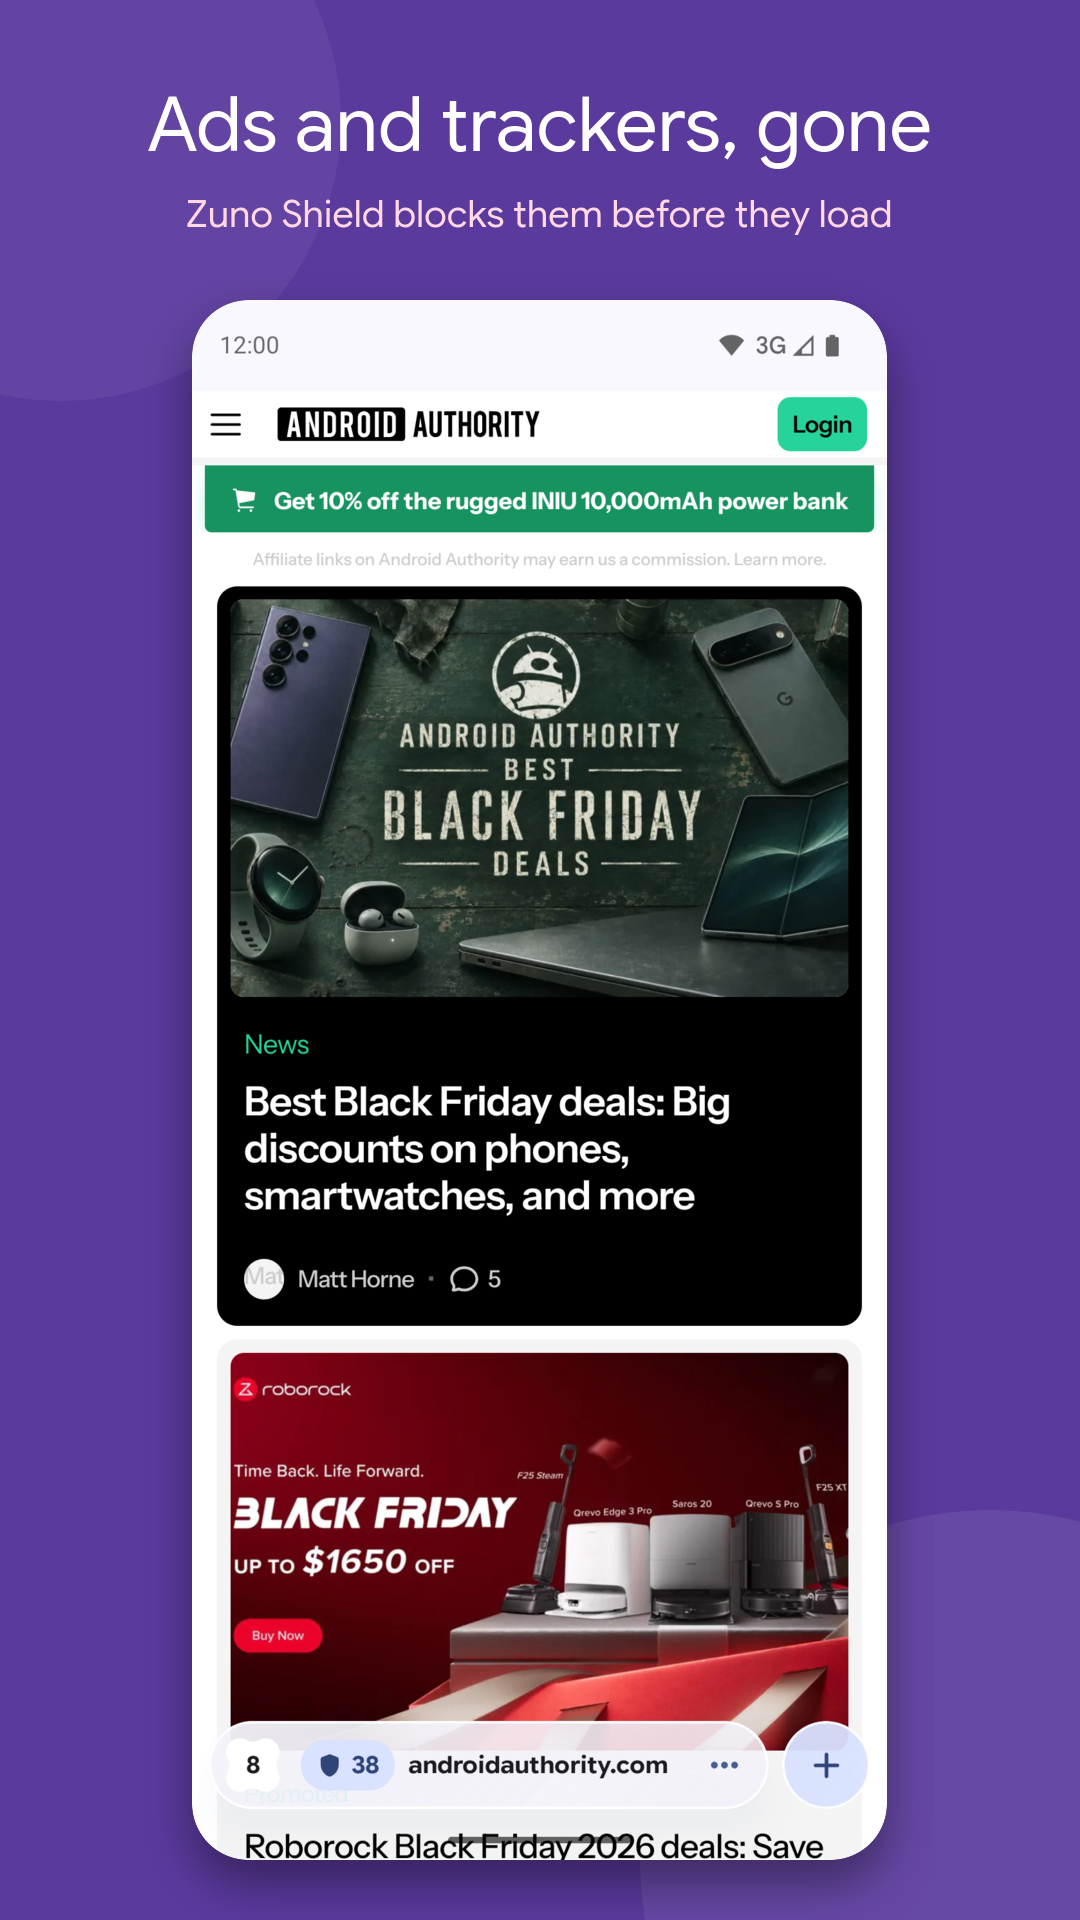 Ads and trackers, gone
Zuno Shield blocks them before they load
12:00
3G
ANDROID AUTHORITY
Login
Get 10% off the rugged INIU 10,000mAh power bank
Affiliate links on Android Authority may earn us a commission. Learn more.
ANDROID AUTHORITY
BEST
BLACK FRIDAY
DEALS
G
News
Best Black Friday deals: Big
discounts on phones,
smartwatches, and more
Mat
Matt Horne
5
roborock
Time Back. Life Forward.
BLACK FRIDAY
UP TO $1650 OFF
Buy Now
F25 Steam
Qrevo Edge 3 Pro
Saros 20
Qrevo S Pro
F25 XT
8
38
androidauthority.com
Promoted
Roborock Black Friday 2026 deals: Save